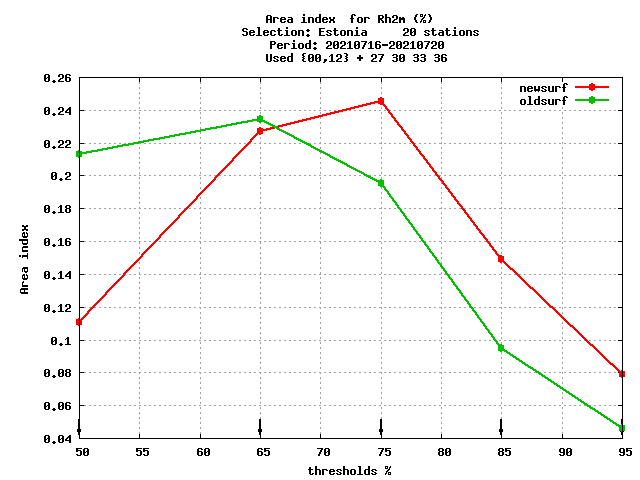 Area index  for Rh2m (%)
Selection: Estonia     20 stations
Period: 20210716-20210720
Used {00,12} + 27 30 33 36
newsurf
oldsurf
0.26
0.24
0.22
0.2
0.18
0.16
0.14
0.12
0.1
0.08
0.06
0.04
Area index
50 55 60 65 70 75 80 85 90 95
thresholds %